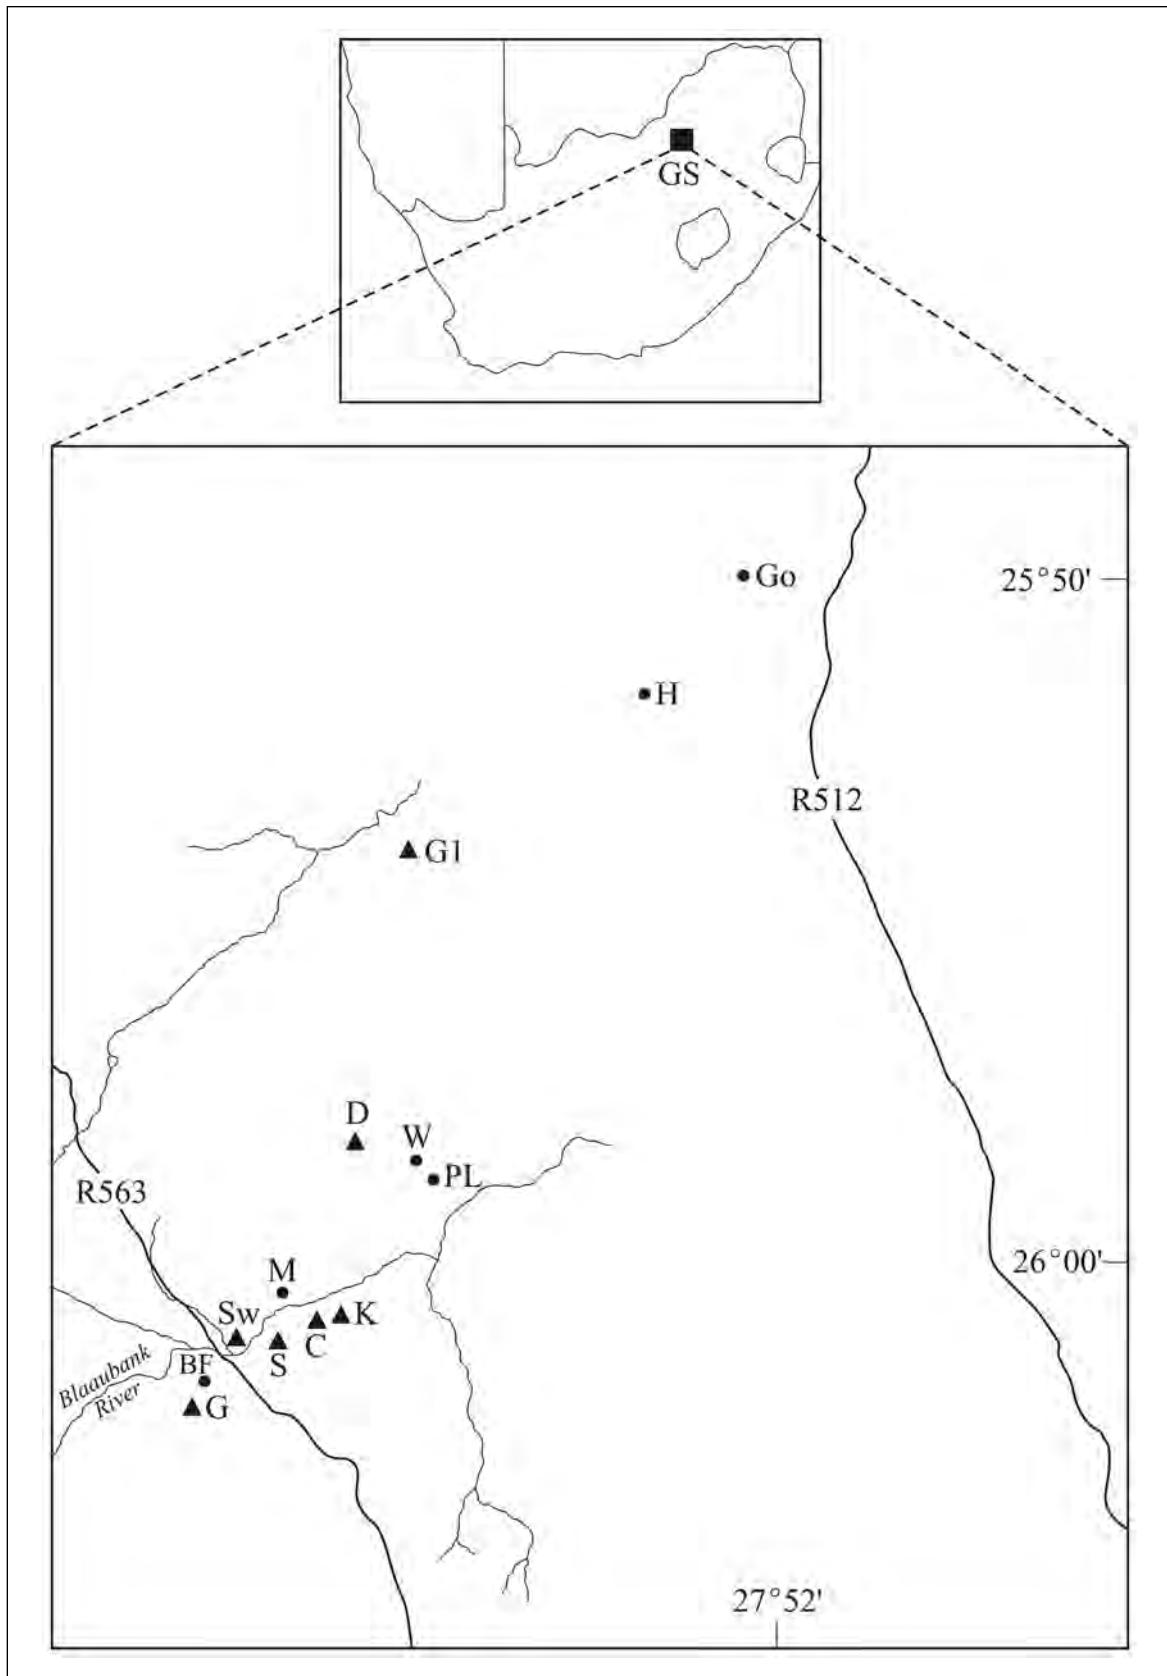 GS
Go
25°50'
H
R512
G1
D
W
PL
R563
26°00'
M
Sw
K
C
S
BF
Blaaubank
River
G
27°52'